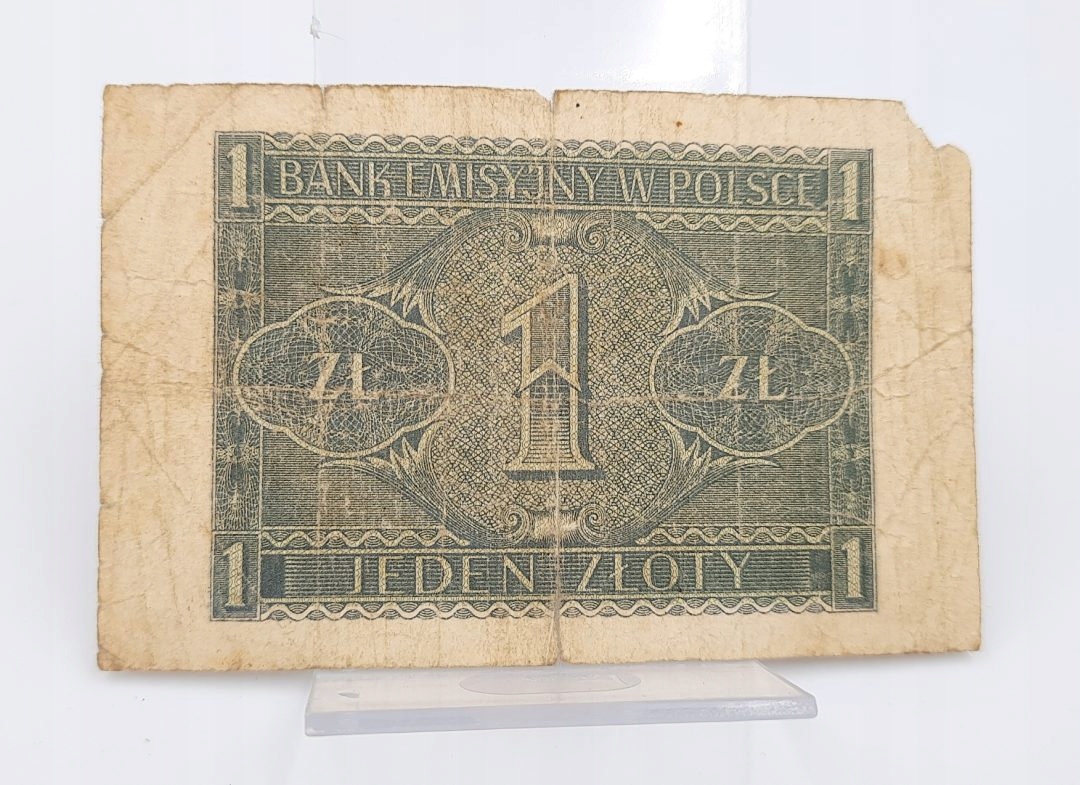 1 BANK EMISYJNY W POLSCE 1
ZŁ 1 ZŁ
1 JEDEN ZŁOTY 1